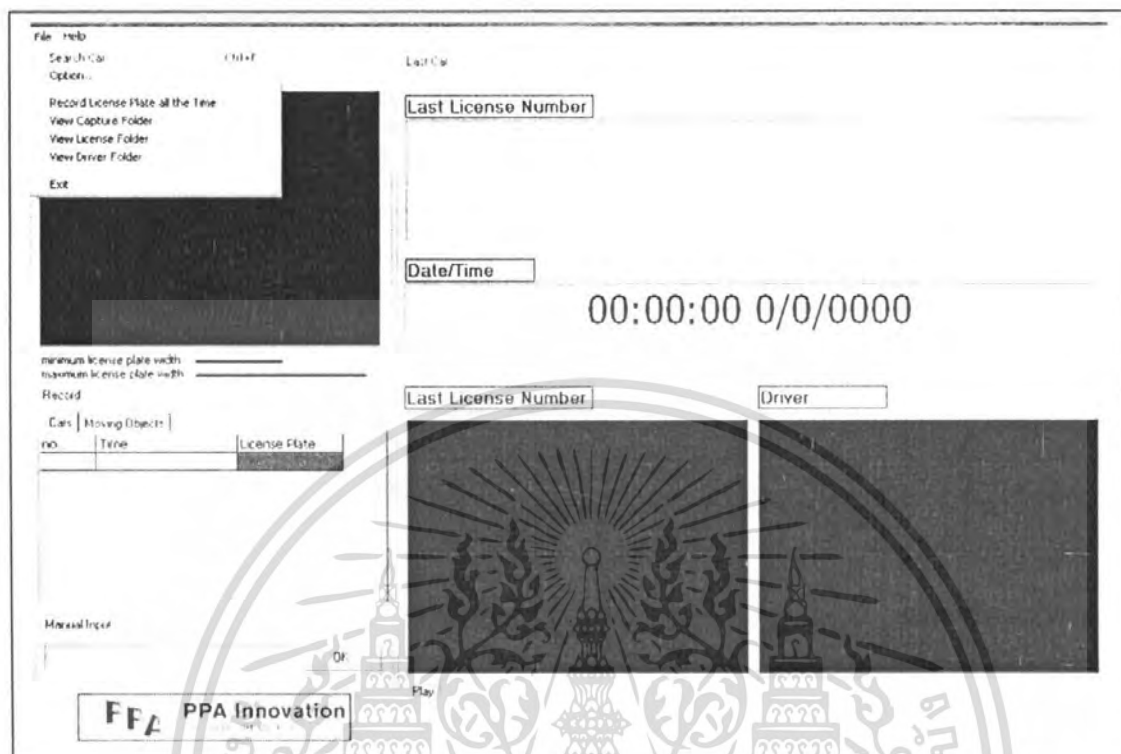 File Help
Search Car Ctrl+F
Option...
Record License Plate all the Time
View Capture Folder
View License Folder
View Driver Folder
Exit
Last Car
Last License Number
Date/Time
00:00:00 0/0/0000
minimum license plate width
maximum license plate width
Record
Cars Moving Objects
no. Time License Plate
Manual Input
OK
Last License Number
Driver
Play
PPA PPA Innovation